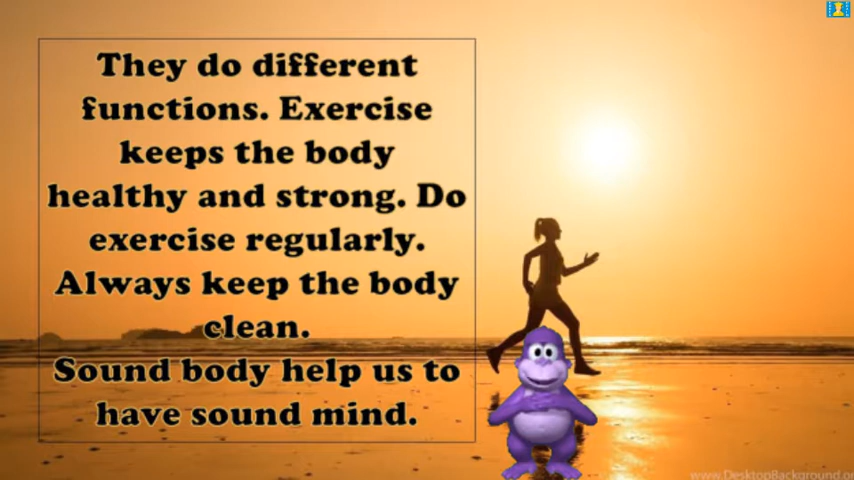 They do different
functions. Exercise
keeps the body
healthy and strong. Do
exercise regularly.
Always keep the body
clean.
Sound body help us to
have sound mind.